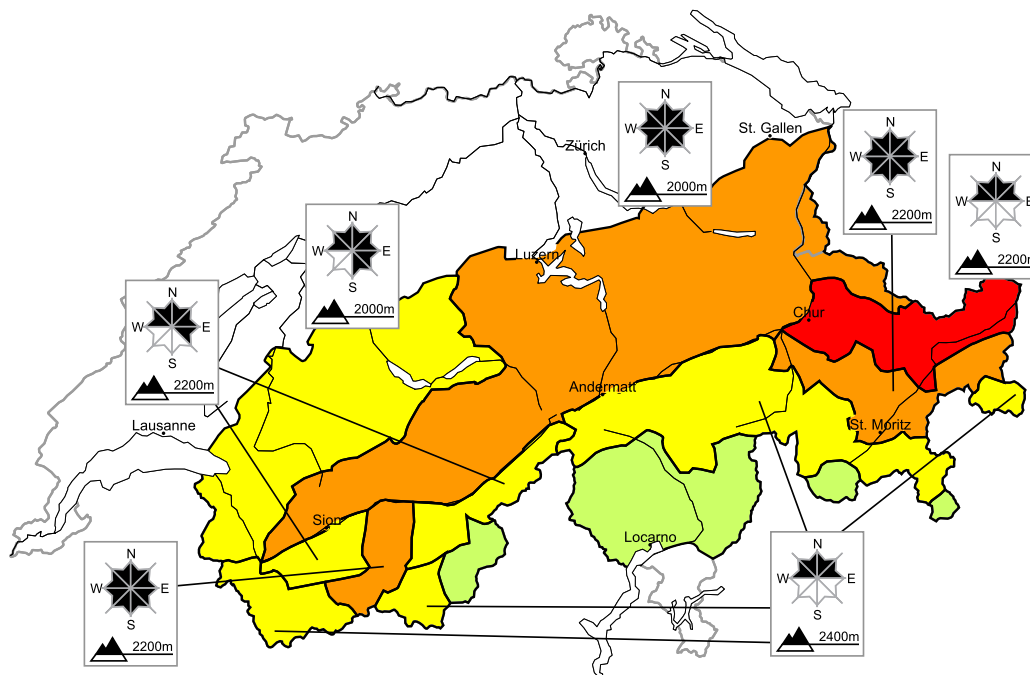 N
W E
S
2000m
St. Gallen
Zürich
N
W E
S
2200m
N
W E
S
2200m
N
W E
S
2000m
Luzern
N
W E
S
2200m
Chur
Andermatt
Lausanne
St. Moritz
Sion
Locarno
N
W E
S
2200m
N
W E
S
2400m